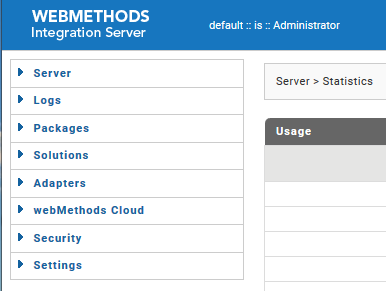 WEBMETHODS
Integration Server
default :: is :: Administrator
Server
Logs
Packages
Solutions
Adapters
webMethods Cloud
Security
Settings
Server > Statistics
Usage